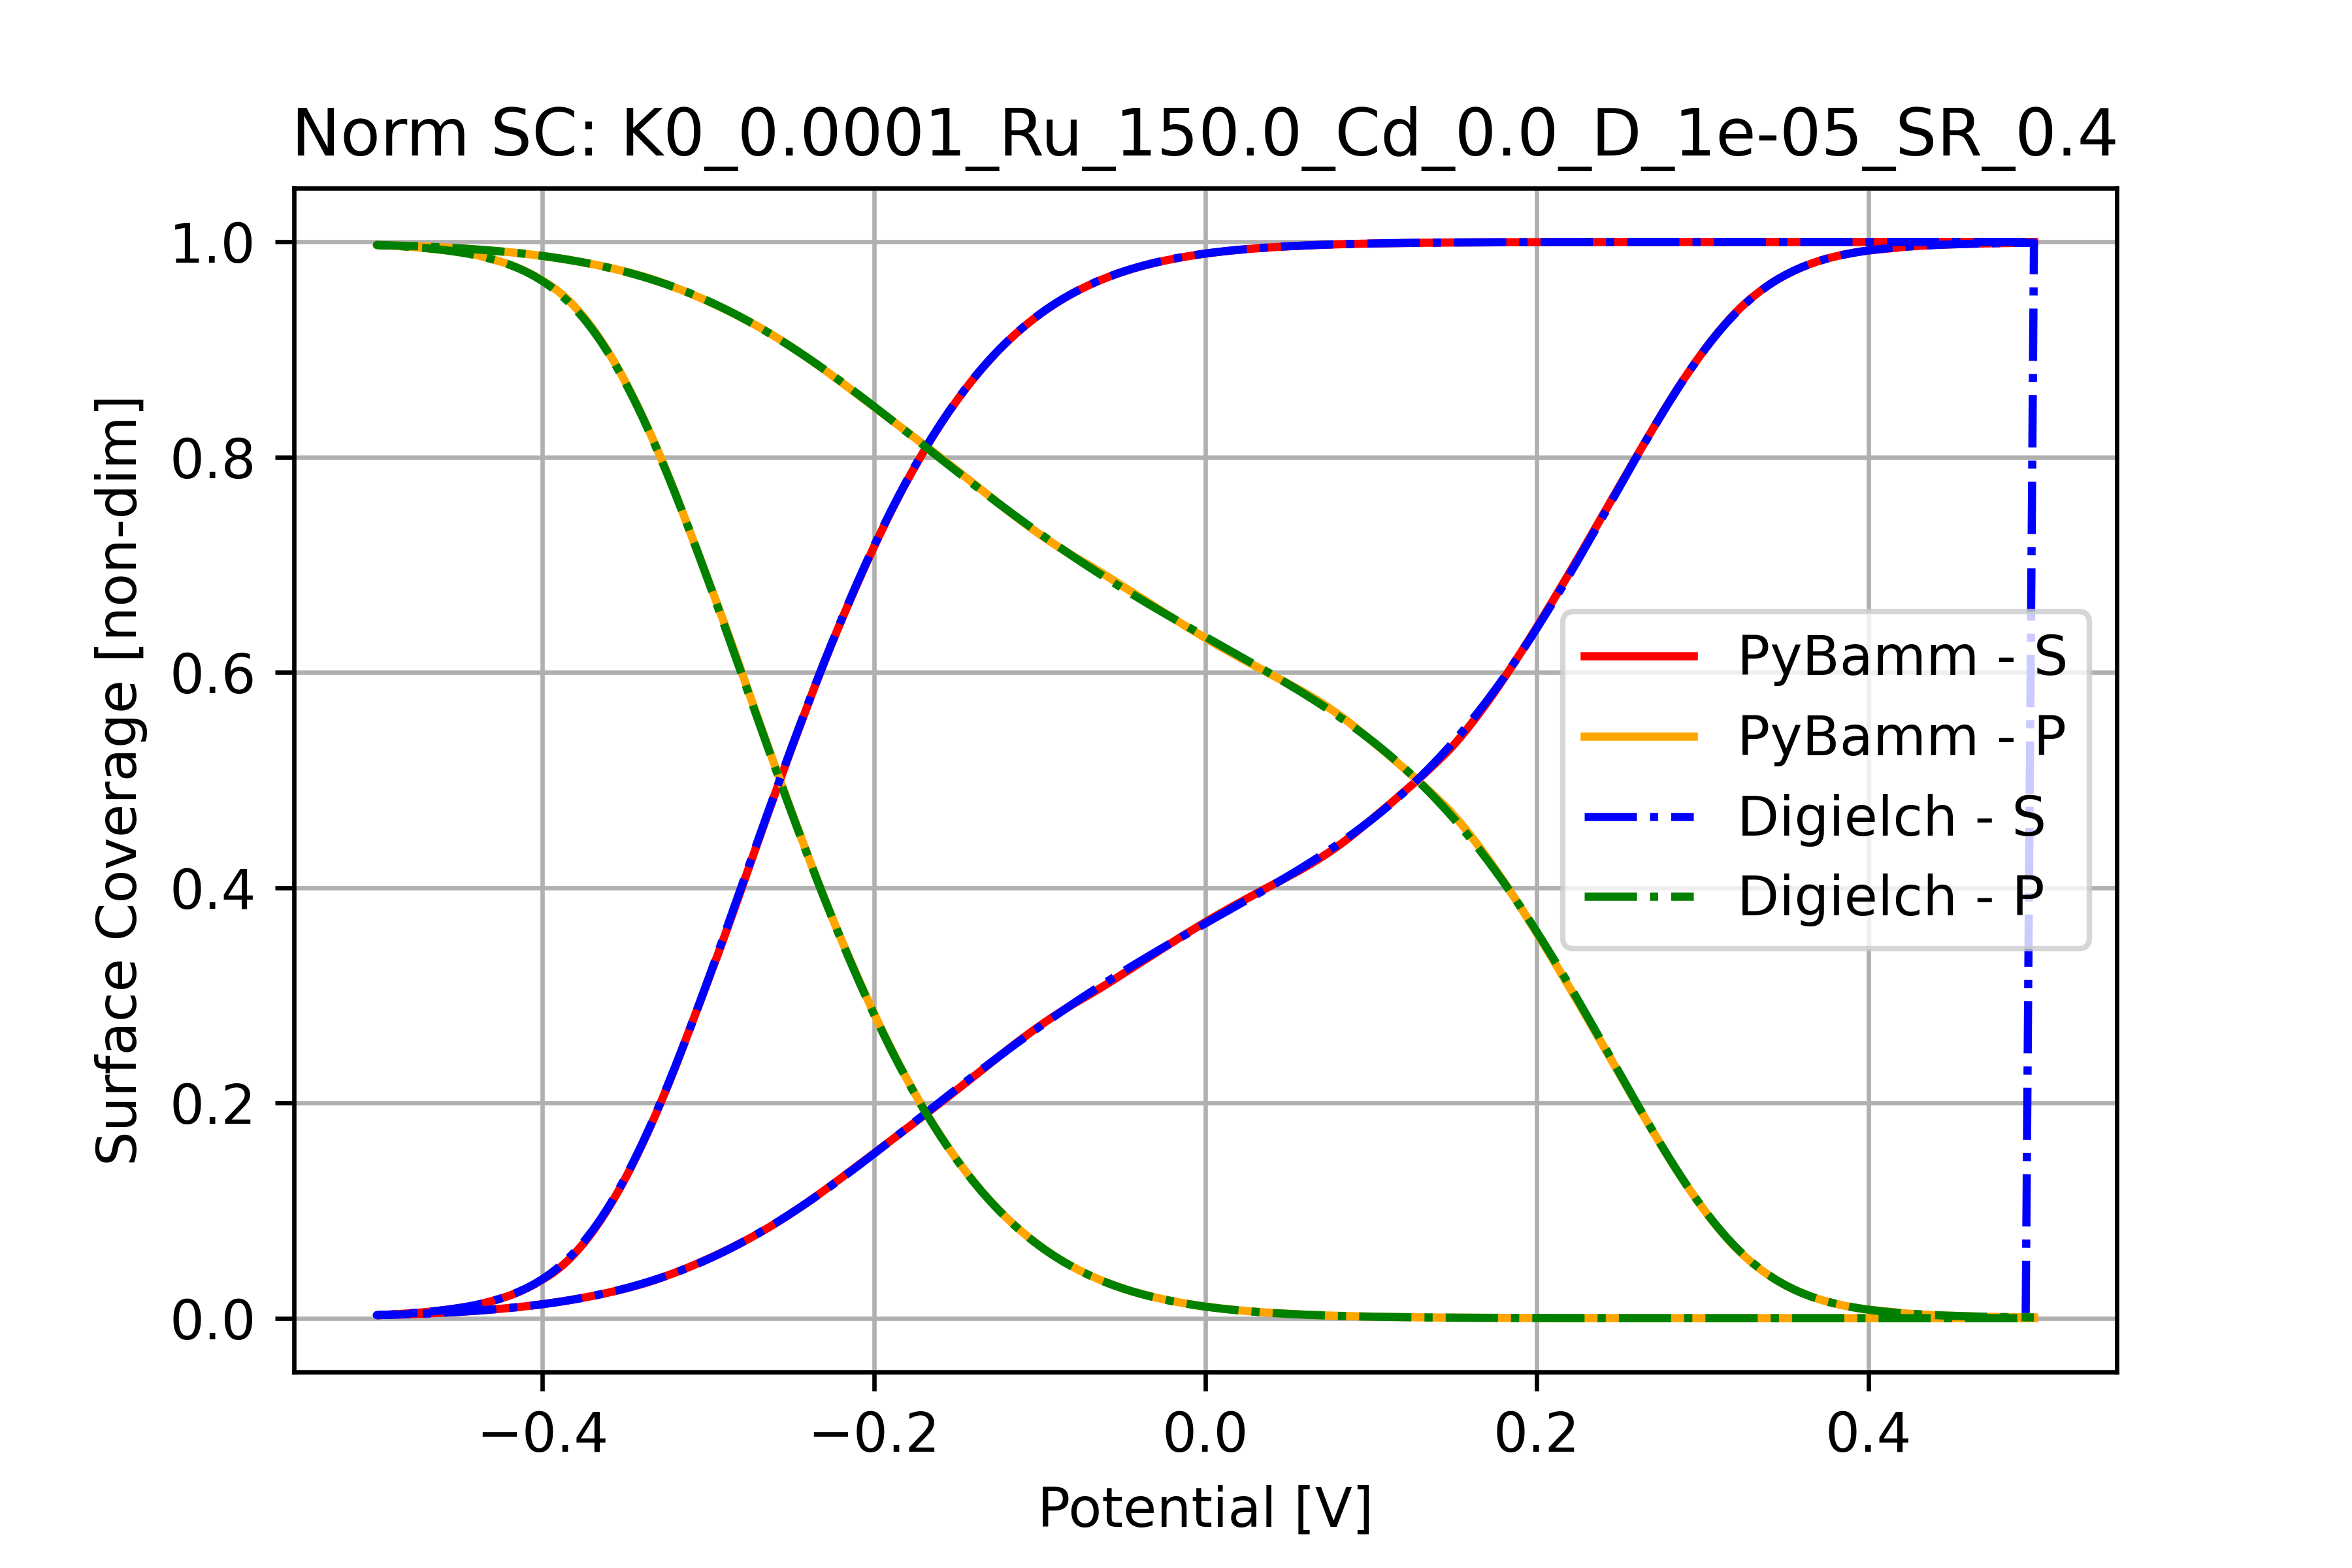 Norm SC: K0_0.0001_Ru_150.0_Cd_0.0_D_1e-05_SR_0.4
Surface Coverage [non-dim]
1.0
0.8
0.6
0.4
0.2
0.0
PyBamm - S
PyBamm - P
Digielch - S
Digielch - P
−0.4 −0.2 0.0 0.2 0.4
Potential [V]